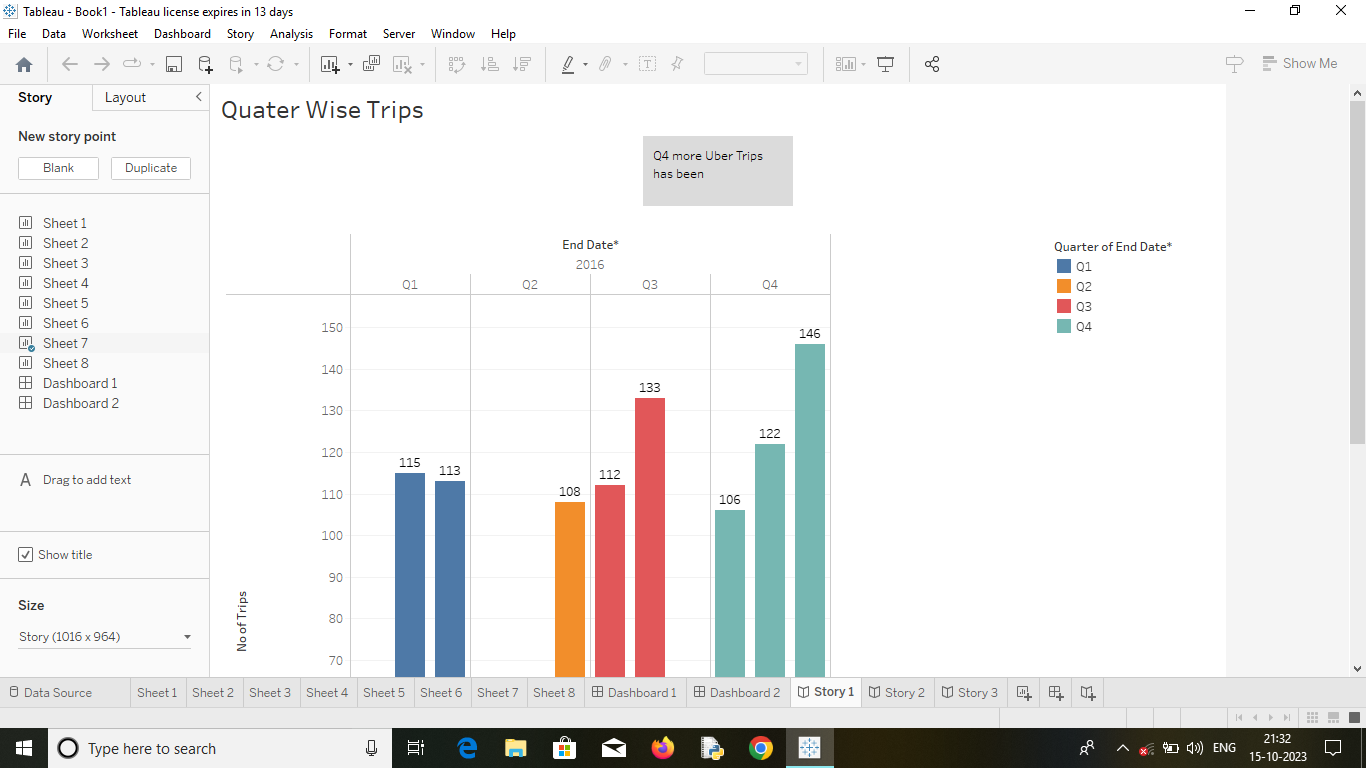 Tableau - Book1 - Tableau license expires in 13 days
File Data Worksheet Dashboard Story Analysis Format Server Window Help
Show Me
Story Layout
New story point
Blank Duplicate
Sheet 1
Sheet 2
Sheet 3
Sheet 4
Sheet 5
Sheet 6
Sheet 7
Sheet 8
Dashboard 1
Dashboard 2
A Drag to add text
Show title
Size
Story (1016 x 964)
Quater Wise Trips
Q4 more Uber Trips
has been
End Date*
2016
Q1 Q2 Q3 Q4
150
140
130
120
110
100
90
80
70
No of Trips
115
113
108
112
133
106
122
146
Quarter of End Date*
Q1
Q2
Q3
Q4
Data Source Sheet 1 Sheet 2 Sheet 3 Sheet 4 Sheet 5 Sheet 6 Sheet 7 Sheet 8 Dashboard 1 Dashboard 2 Story 1 Story 2 Story 3
Type here to search
ENG
21:32
15-10-2023